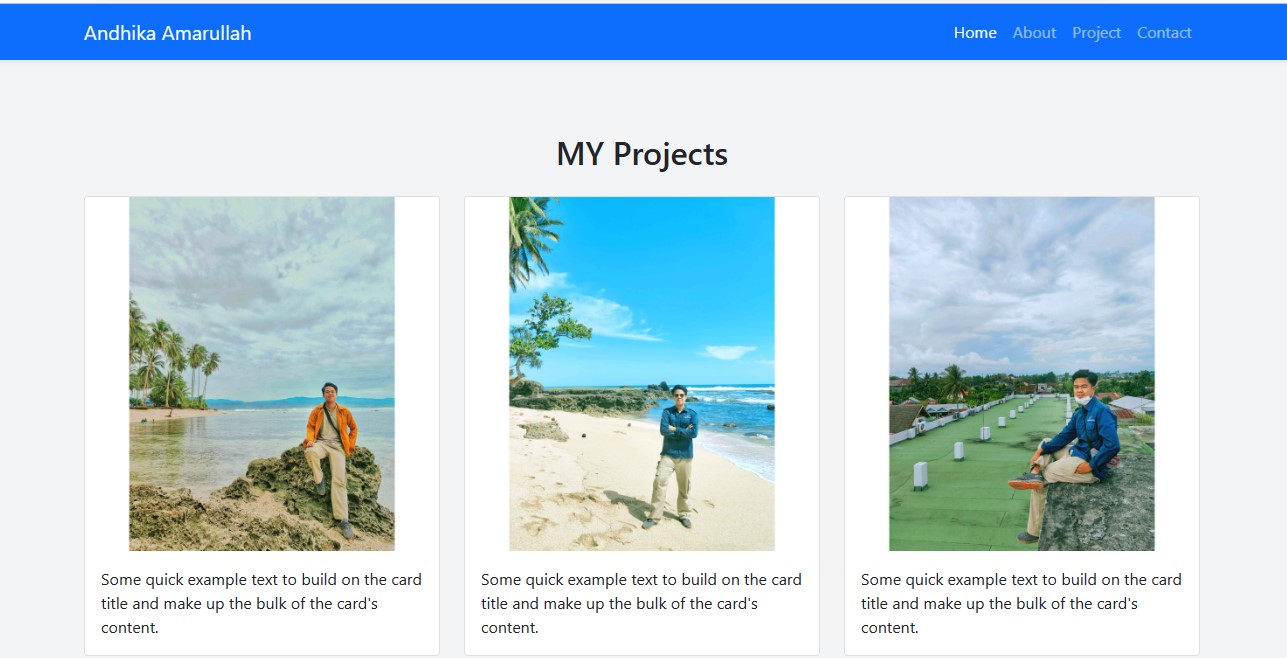 Andhika Amarullah
Home About Project Contact
MY Projects
Some quick example text to build on the card
title and make up the bulk of the card's
content.
Some quick example text to build on the card
title and make up the bulk of the card's
content.
Some quick example text to build on the card
title and make up the bulk of the card's
content.